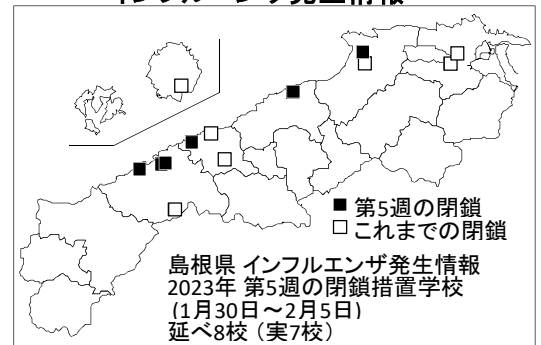 ■ 第5週の閉鎖
□ これまでの閉鎖
島根県 インフルエンザ発生情報
2023年 第5週の閉鎖措置学校
(1月30日～2月5日)
延べ8校（実7校）